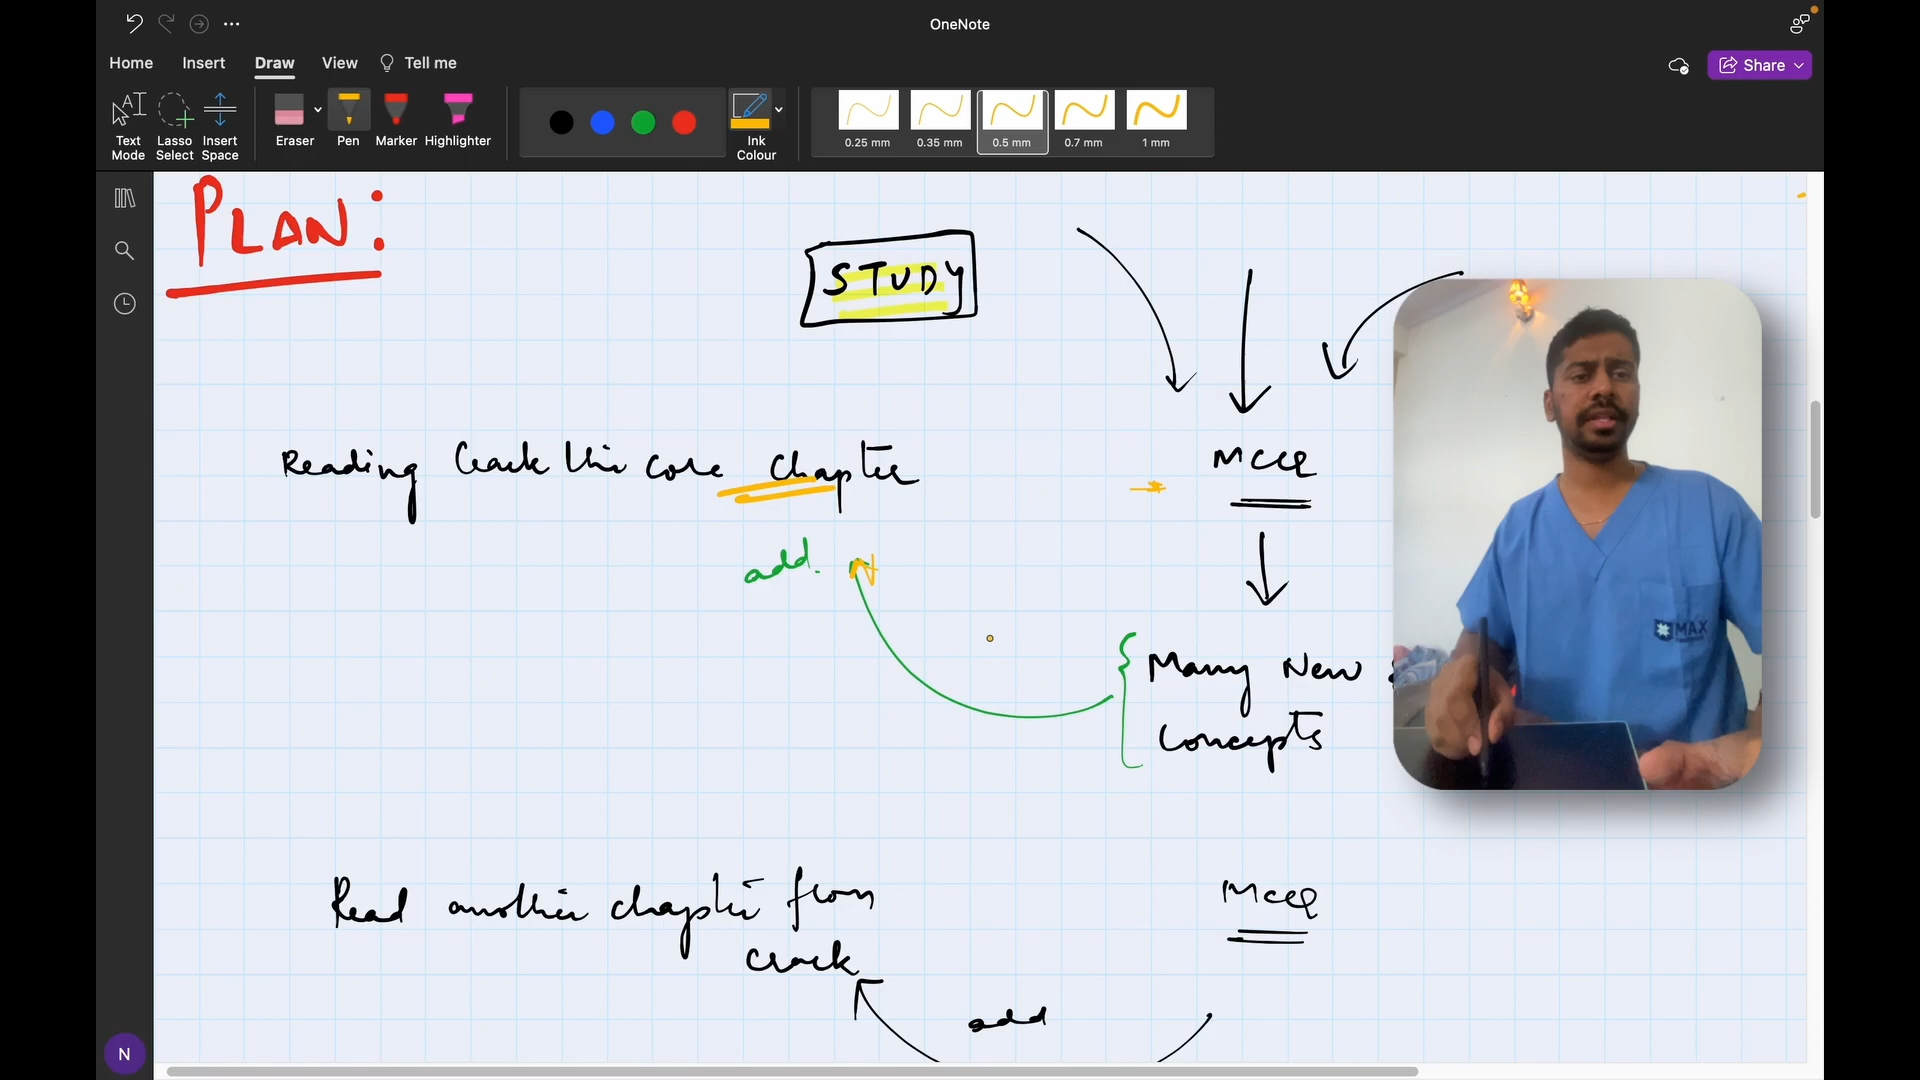 OneNote
Home Insert Draw View Tell me
Share
Text Mode
Lasso Select
Insert Space
Eraser
Pen
Marker
Highlighter
Ink Colour
0.25 mm
0.35 mm
0.5 mm
0.7 mm
1 mm
PLAN:
STUDY
Reading Crack the core chapter
MCQ
add.
Many New
Concepts
MAX
Read another chapter from
crack
MCQ
add
N